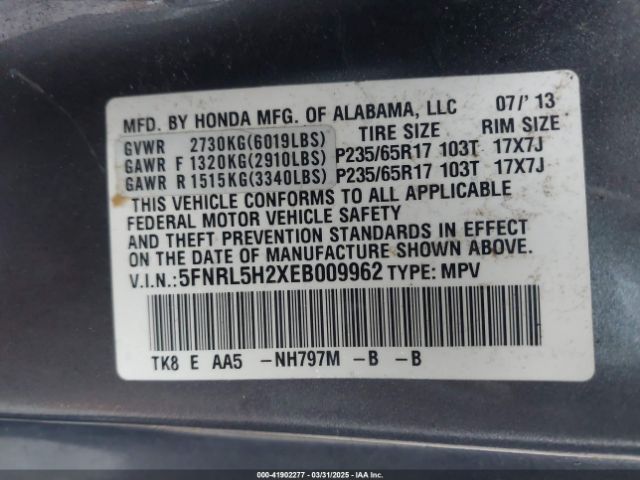 MFD. BY HONDA MFG. OF ALABAMA, LLC 07/' 13
TIRE SIZE RIM SIZE
GVWR 2730KG(6019LBS)
GAWR F 1320KG(2910LBS) P235/65R17 103T 17X7J
GAWR R 1515KG(3340LBS) P235/65R17 103T 17X7J
THIS VEHICLE CONFORMS TO ALL APPLICABLE
FEDERAL MOTOR VEHICLE SAFETY
AND THEFT PREVENTION STANDARDS IN EFFECT
ON THE DATE OF MANUFACTURE SHOWN ABOVE.
V.I.N.:5FNRL5H2XEB009962 TYPE: MPV
TK8 E AA5 -NH797M -B -B
000-41902277 - 03/31/2025 - IAAI.COM